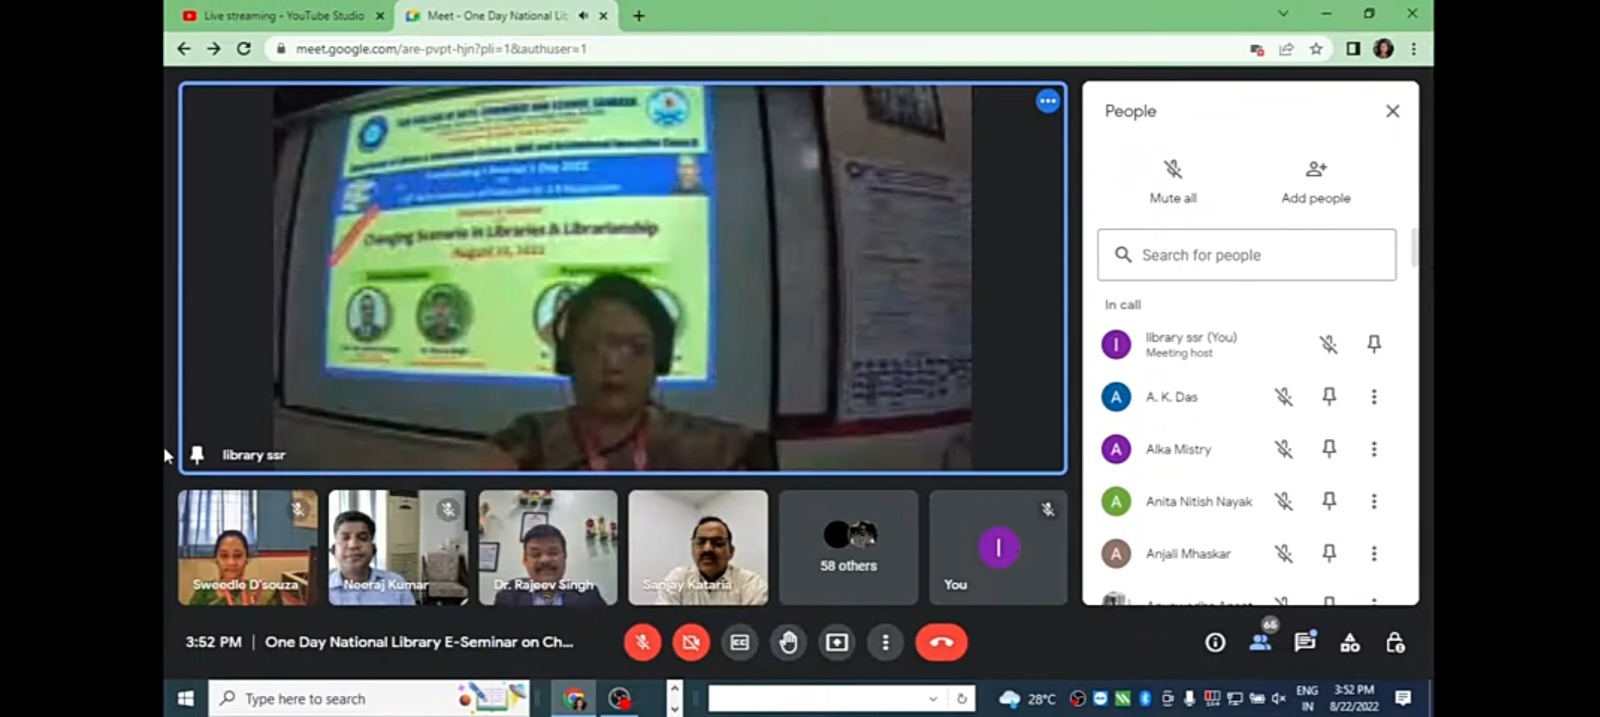 Live streaming - YouTube Studio
Meet - One Day National Lit
meet.google.com/are-pvpt-hjn?pli=1&authuser=1
Changing Scenario in Libraries & Librarianship
August 22, 2022
library ssr
Sweedle D'souza
Neeraj Kumar
Dr. Rajeev Singh
Sanjay Kataria
58 others
You
I
People
Mute all
Add people
Search for people
In call
I
library ssr (You)
Meeting host
A
A. K. Das
A
Alka Mistry
A
Anita Nitish Nayak
A
Anjali Mhaskar
3:52 PM | One Day National Library E-Seminar on Ch...
65
Type here to search
28°C
ENG
IN
3:52 PM
8/22/2022